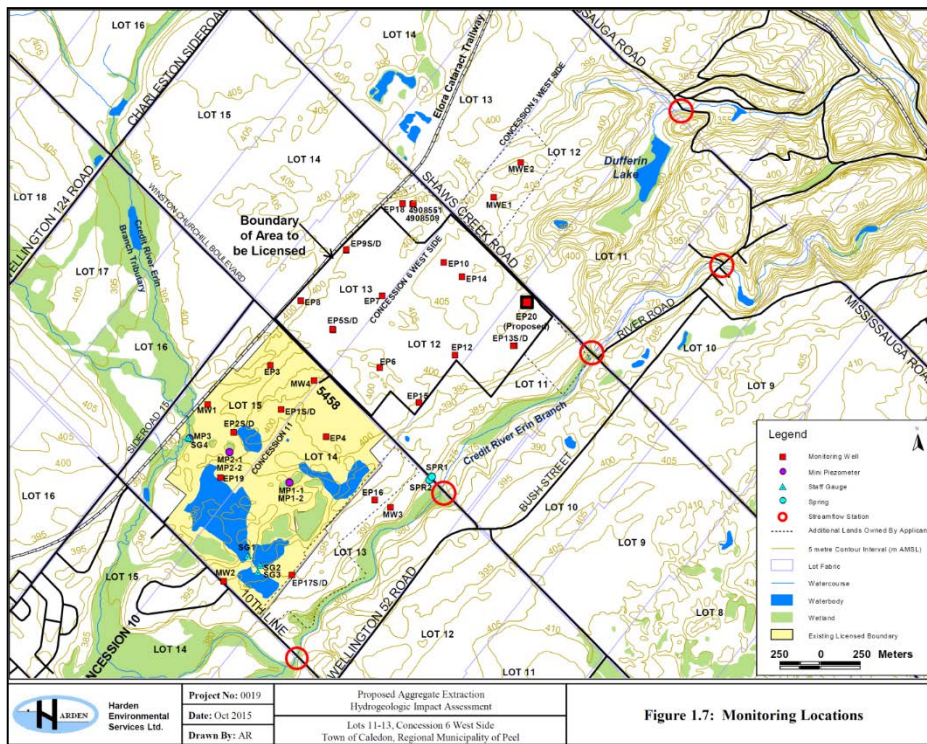 LOT 16
LOT 14
SAUGA ROAD
CHARLESTON SIDEROAD
Elora Cataract Trailway
LOT 13
CONCESSION 5 WEST SIDE
LOT 15
LOT 14
LOT 12
MWE2
Dufferin
Lake
LOT 18
ELLINGTON 124 ROAD
WINSTON CHURCHILL BOULEVARD
Credit River Erin
Branch Tributary
SHAWS CREEK ROAD
MWE1
EP18
4908551
4908509
Boundary
of Area to
be Licensed
EP9S/D
CONCESSION 6 WEST SIDE
LOT 11
LOT 17
EP10
EP14
LOT 13
EP7
EP8
EP20
(Proposed)
RIVER ROAD
MISSISSAUGA ROA
EP5S/D
LOT 12
EP13S/D
LOT 16
EP12
LOT 10
EP3
EP6
LOT 11
LOT 9
MW4
5458
EP15
SIDEROAD 15
MW1
LOT 15
EP1S/D
EP2S/D
CONCESSION 11
MP3
SG4
EP4
Credit River Erin Branch
MP2-1
MP2-2
LOT 14
BUSH STREET
EP19
MP1-1
MP1-2
SPR1
SPR2
LOT 16
EP16
MW3
LOT 10
LOT 9
SG1
SG2
SG3
LOT 13
LOT 15
MW2
EP17S/D
10TH LINE
WELLINGTON 52 ROAD
LOT 12
LOT 8
NCESSION 10
LOT 14
LOT 11
Legend
N
Monitoring Well
Mini Piezometer
Staff Gauge
Spring
Streamflow Station
Additional Lands Owned By Applicant
5 metre Contour Interval (m AMSL)
Lot Fabric
Watercourse
Waterbody
Wetland
Existing Licensed Boundary
250 0 250 Meters
HARDEN
Harden
Environmental
Services Ltd.
Project No: 0019
Date: Oct 2015
Drawn By: AR
Proposed Aggregate Extraction
Hydrogeologic Impact Assessment
Lots 11-13, Concession 6 West Side
Town of Caledon, Regional Municipality of Peel
Figure 1.7: Monitoring Locations